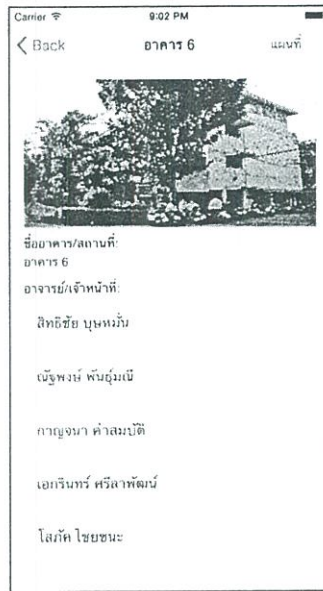 Carrier 9:02 PM
Back อาคาร 6 แผนที่
ชื่ออาคาร/สถานที่:
อาคาร 6
อาจารย์/เจ้าหน้าที่:
สิทธิชัย บุษหมั่น
ณัฐพงษ์ พันธุ์มณี
กาญจนา คำสมบัติ
เอกรินทร์ ศรีลาพัฒน์
โสภัค ไชยชนะ